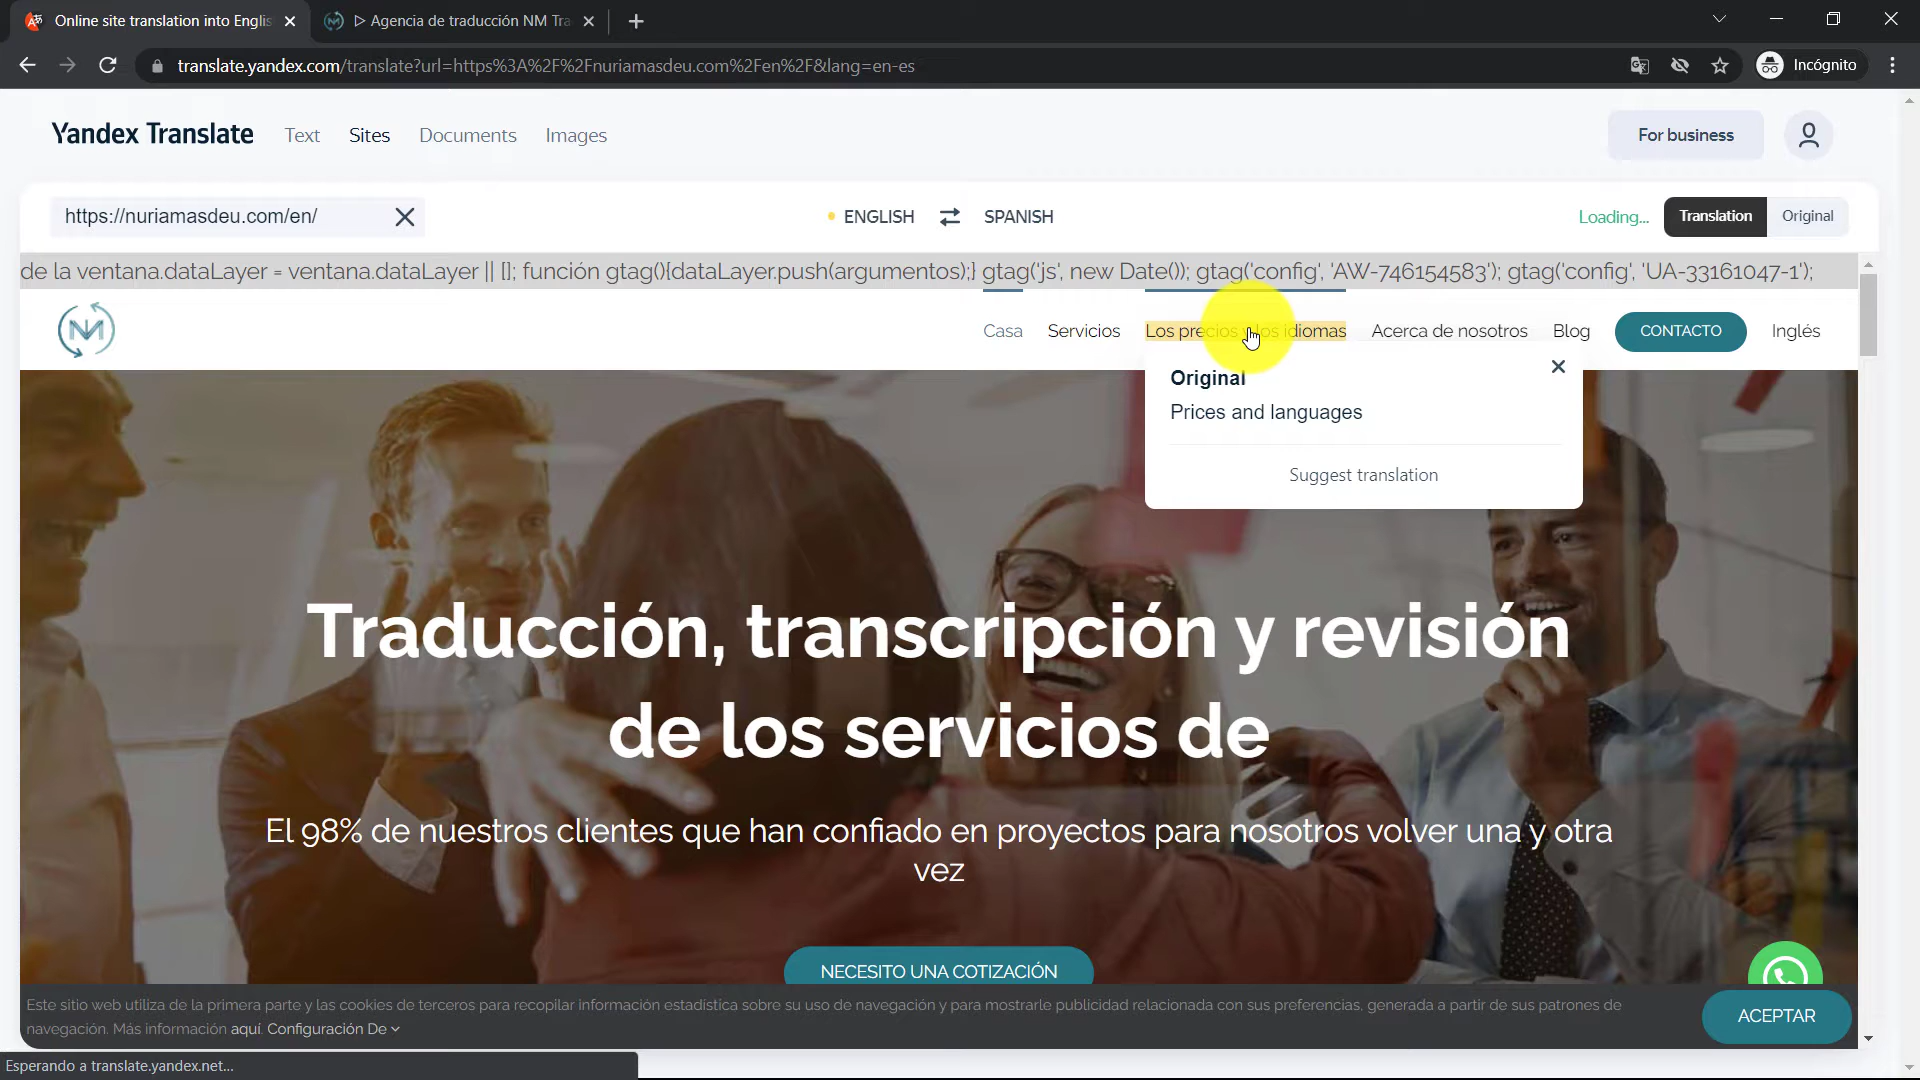 Online site translation into Englis
▷ Agencia de traducción NM Tra
translate.yandex.com/translate?url=https%3A%2F%2Fnuriamasdeu.com%2Fen%2F&lang=en-es
Incógnito
Yandex Translate Text Sites Documents Images
For business
https://nuriamasdeu.com/en/
ENGLISH SPANISH
Loading... Translation Original
de la ventana.dataLayer = ventana.dataLayer || []; función gtag(){dataLayer.push(argumentos);} gtag('js', new Date()); gtag('config', 'AW-746154583'); gtag('config', 'UA-33161047-1');
NM
Casa Servicios Los precios y los idiomas Acerca de nosotros Blog CONTACTO Inglés
Original
Prices and languages
Suggest translation
Traducción, transcripción y revisión
de los servicios de
El 98% de nuestros clientes que han confiado en proyectos para nosotros volver una y otra
vez
NECESITO UNA COTIZACIÓN
Este sitio web utiliza de la primera parte y las cookies de terceros para recopilar información estadística sobre su uso de navegación y para mostrarle publicidad relacionada con sus preferencias, generada a partir de sus patrones de
navegación. Más información aquí. Configuración De
ACEPTAR
Esperando a translate.yandex.net...